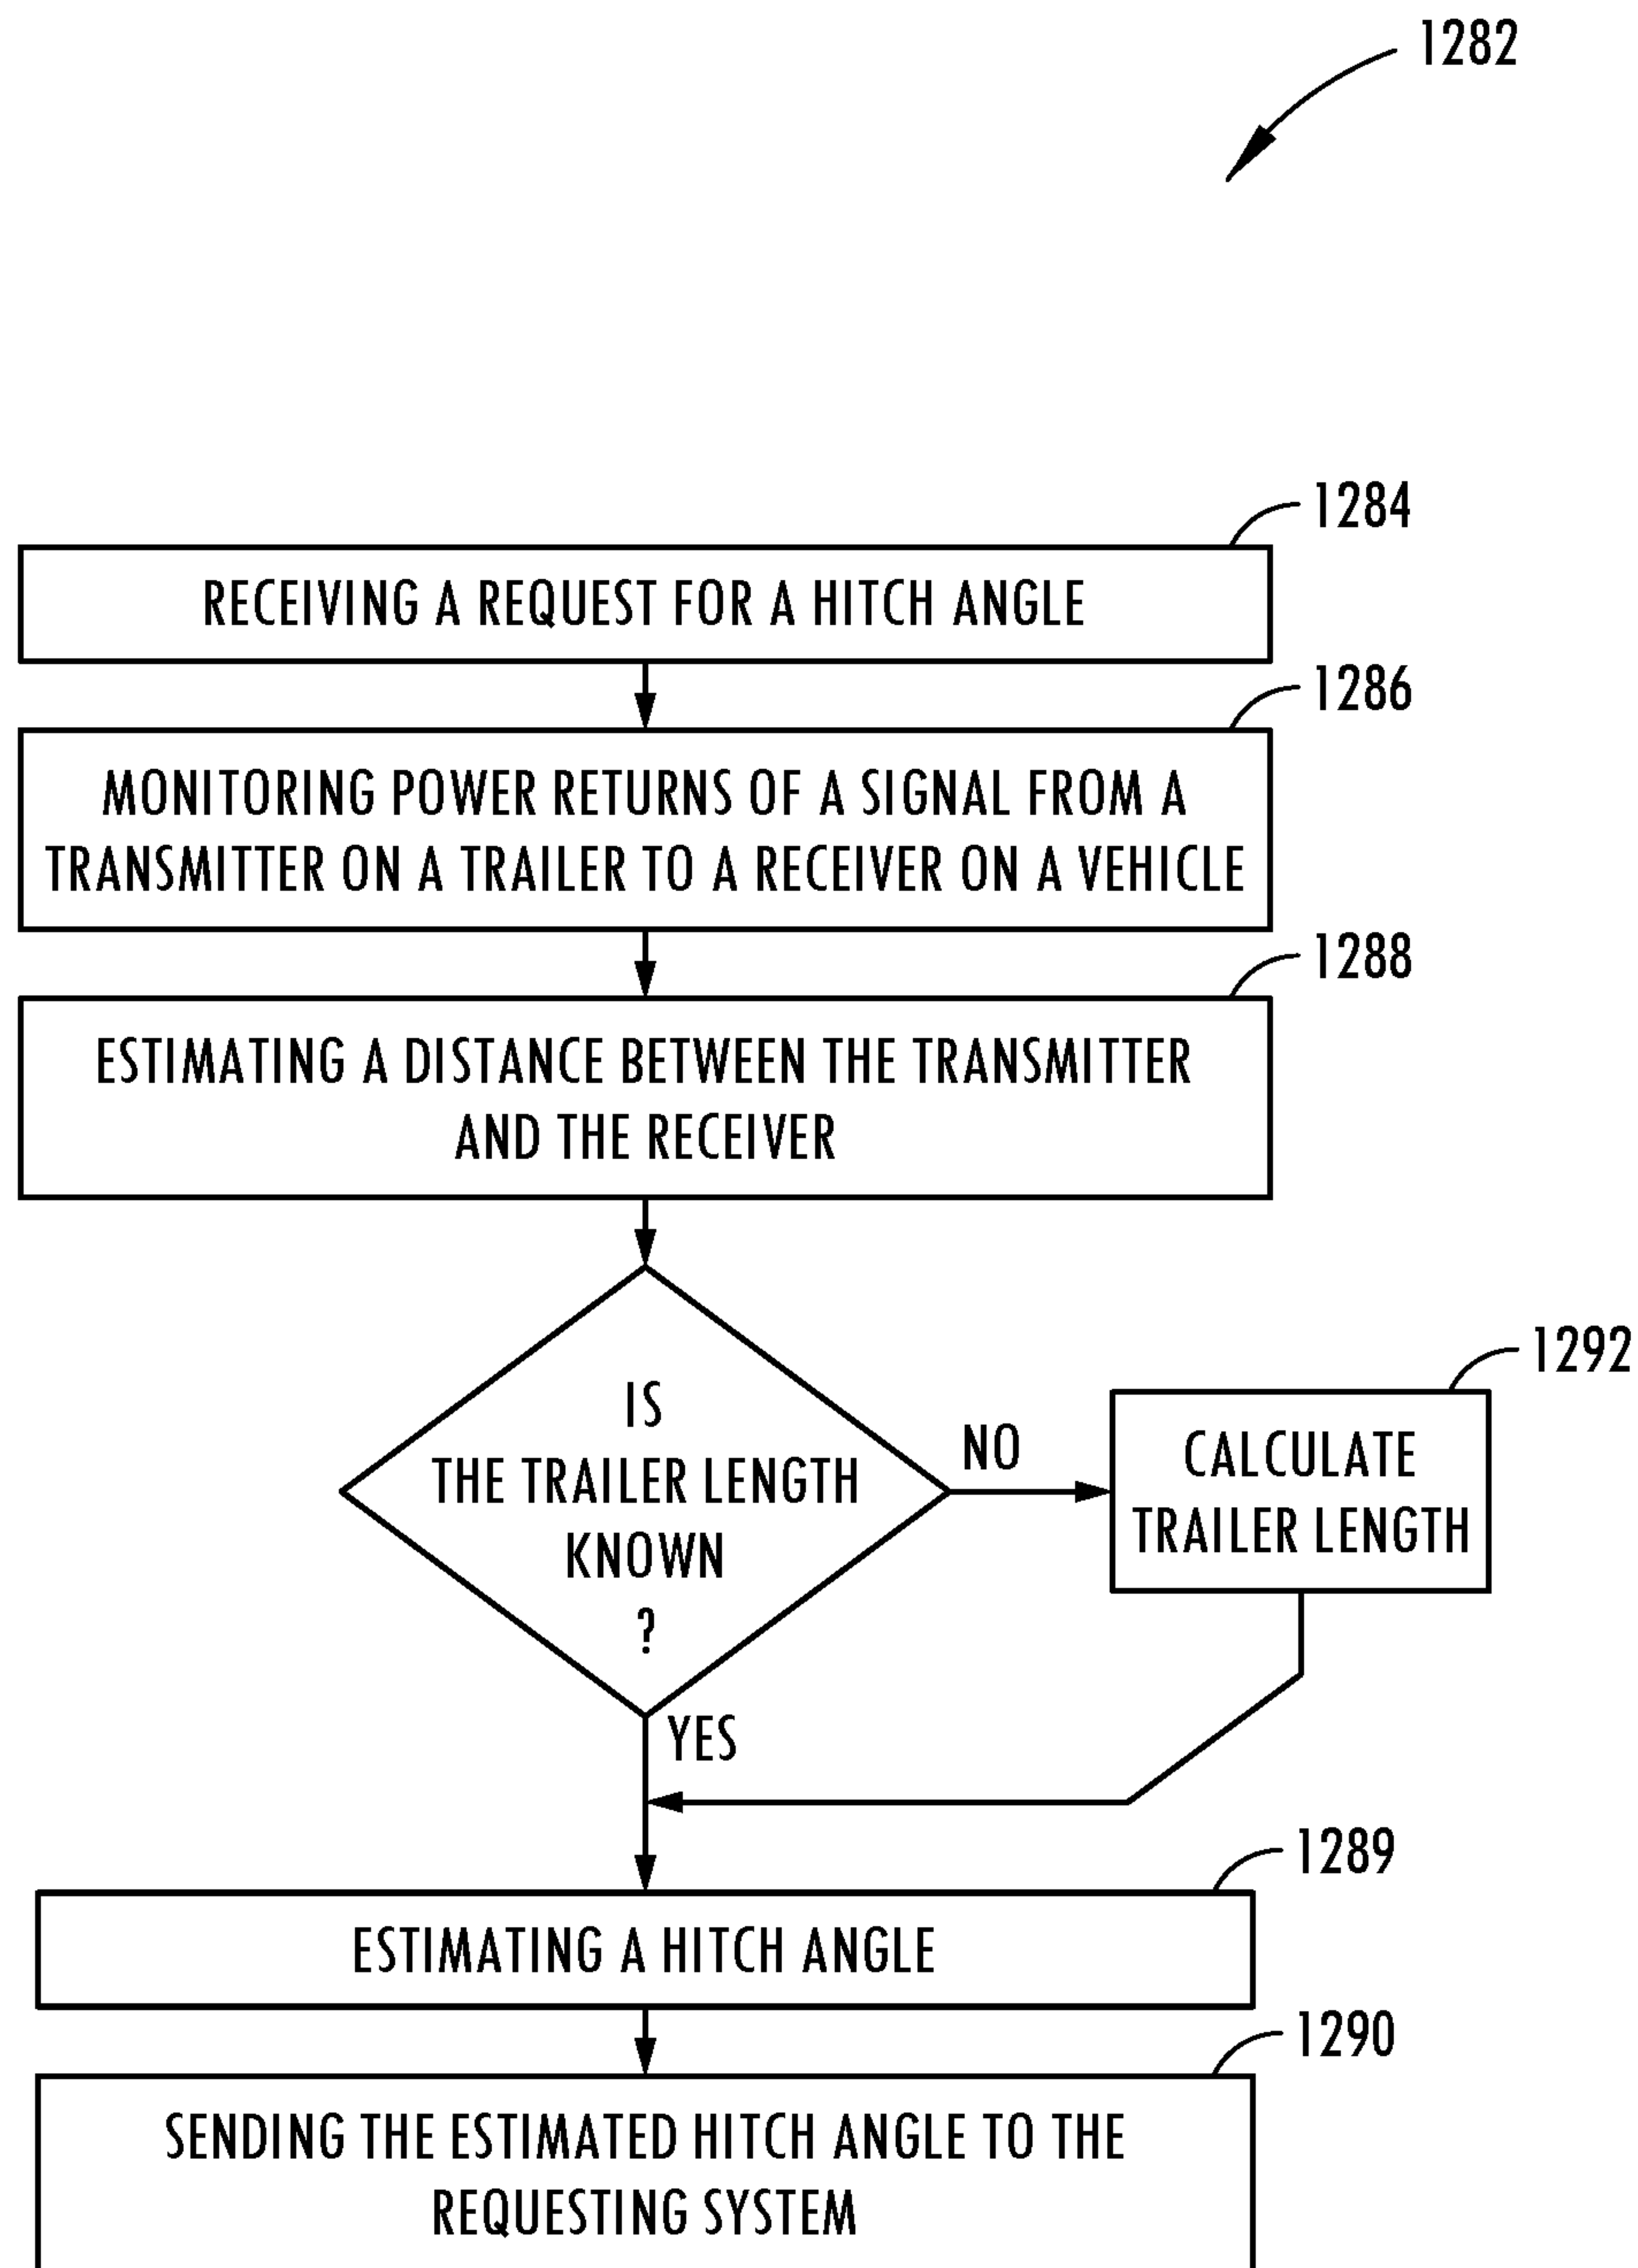 1282
1284
RECEIVING A REQUEST FOR A HITCH ANGLE
1286
MONITORING POWER RETURNS OF A SIGNAL FROM A
TRANSMITTER ON A TRAILER TO A RECEIVER ON A VEHICLE
1288
ESTIMATING A DISTANCE BETWEEN THE TRANSMITTER
AND THE RECEIVER
IS
THE TRAILER LENGTH
KNOWN
?
NO
1292
CALCULATE
TRAILER LENGTH
YES
1289
ESTIMATING A HITCH ANGLE
1290
SENDING THE ESTIMATED HITCH ANGLE TO THE
REQUESTING SYSTEM